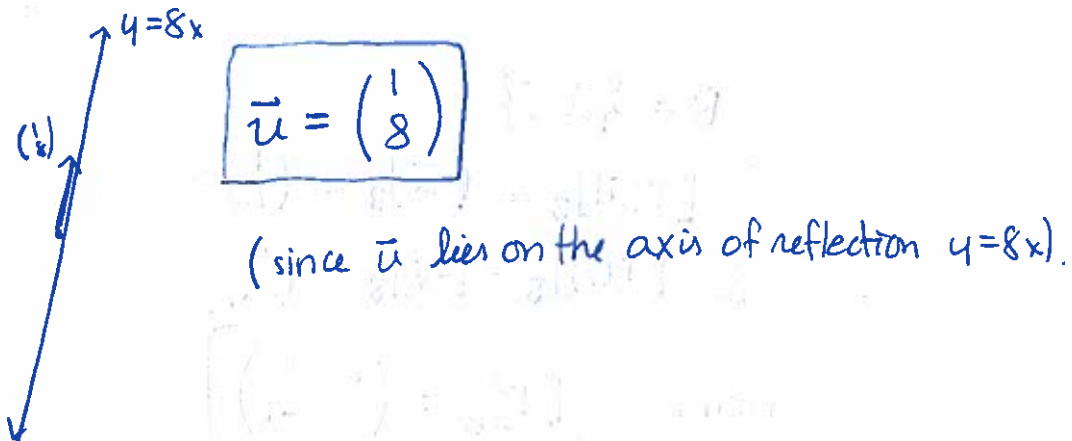 y=8x
(1 8)
u⃗ = (1 8)
(since u⃗ lies on the axis of reflection y=8x).